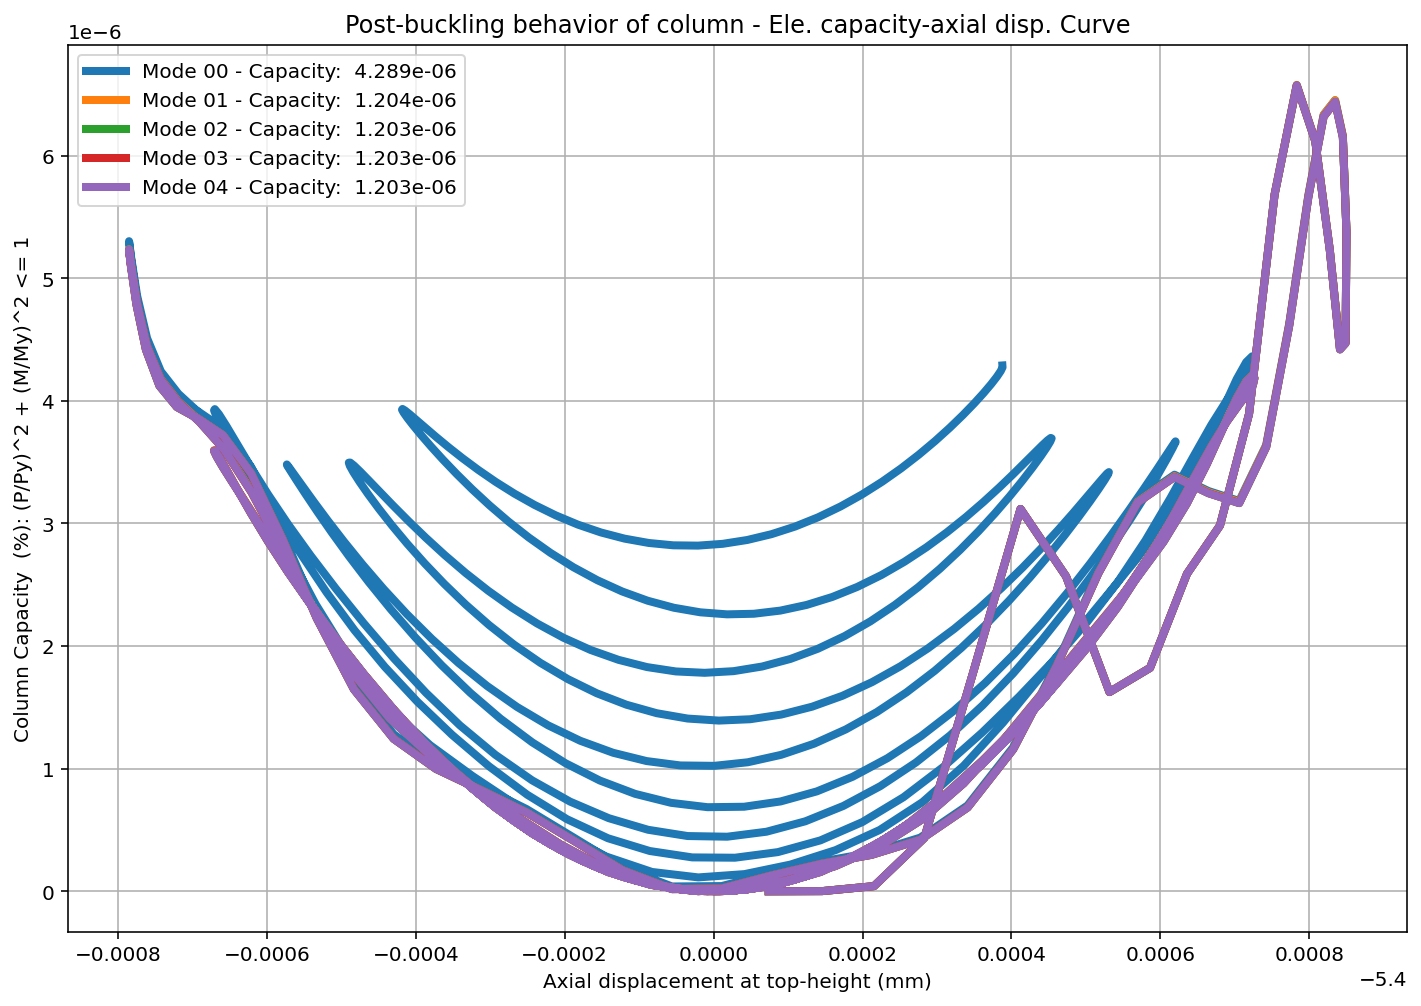 Post-buckling behavior of column - Ele. capacity-axial disp. Curve
1e−6
Mode 00 - Capacity:  4.289e-06
Mode 01 - Capacity:  1.204e-06
Mode 02 - Capacity:  1.203e-06
Mode 03 - Capacity:  1.203e-06
Mode 04 - Capacity:  1.203e-06
6
5
4
3
2
1
0
Column Capacity  (%): (P/Py)^2 + (M/My)^2  <= 1
−0.0008 −0.0006 −0.0004 −0.0002 0.0000 0.0002 0.0004 0.0006 0.0008
−5.4
Axial displacement at top-height (mm)